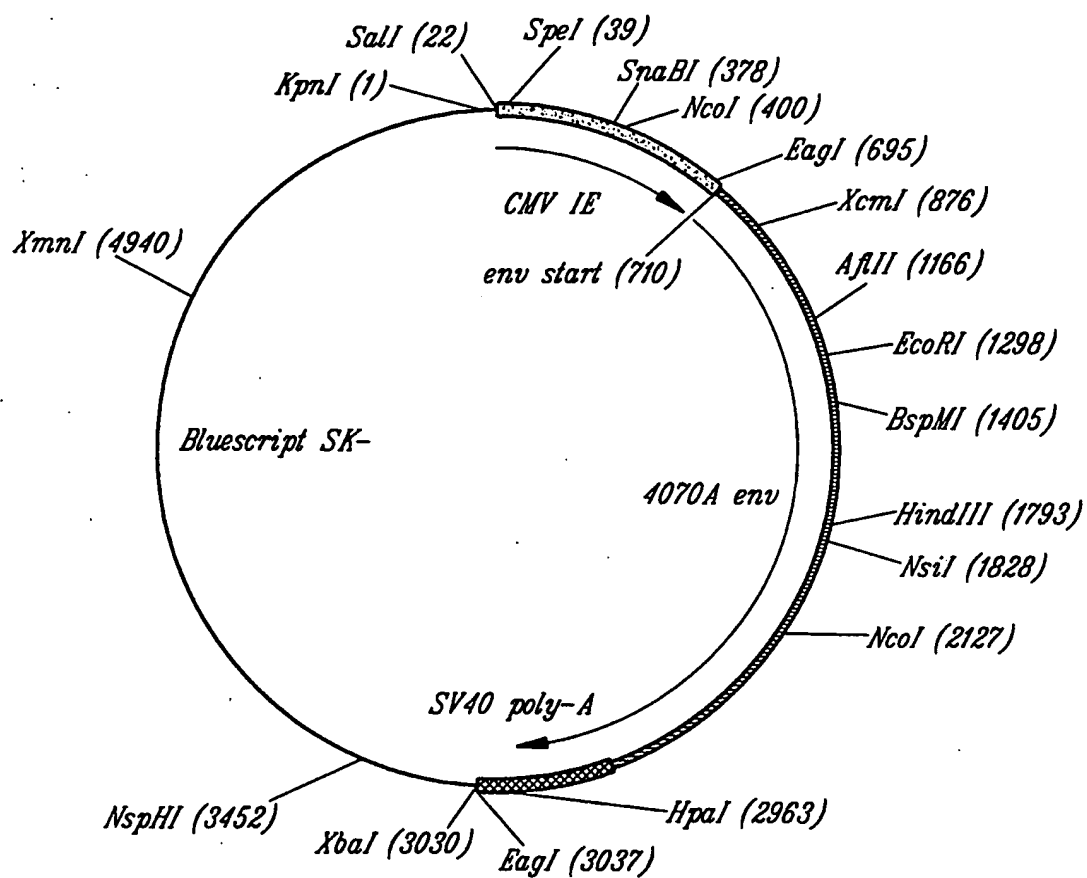 SpeI (39)
SalI (22)
SnaBI (378)
KpnI (1)
NcoI (400)
EagI (695)
CMV IE
XcmI (876)
XmnI (4940)
env start (710)
AflII (1166)
EcoRI (1298)
BspMI (1405)
Bluescript SK-
4070A env
HindIII (1793)
NsiI (1828)
NcoI (2127)
SV40 poly-A
NspHI (3452)
HpaI (2963)
XbaI (3030)
EagI (3037)